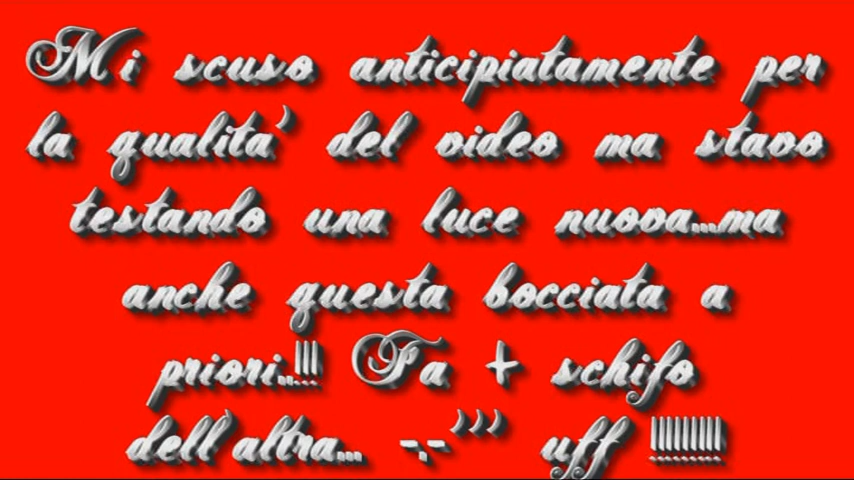 Mi scuso anticipiatamente per
la qualita' del video ma stavo
testando una luce nuova...ma
anche questa bocciata a
priori..!!! Fa + schifo
dell'altra... -.-''' uff !!!!!!!!!